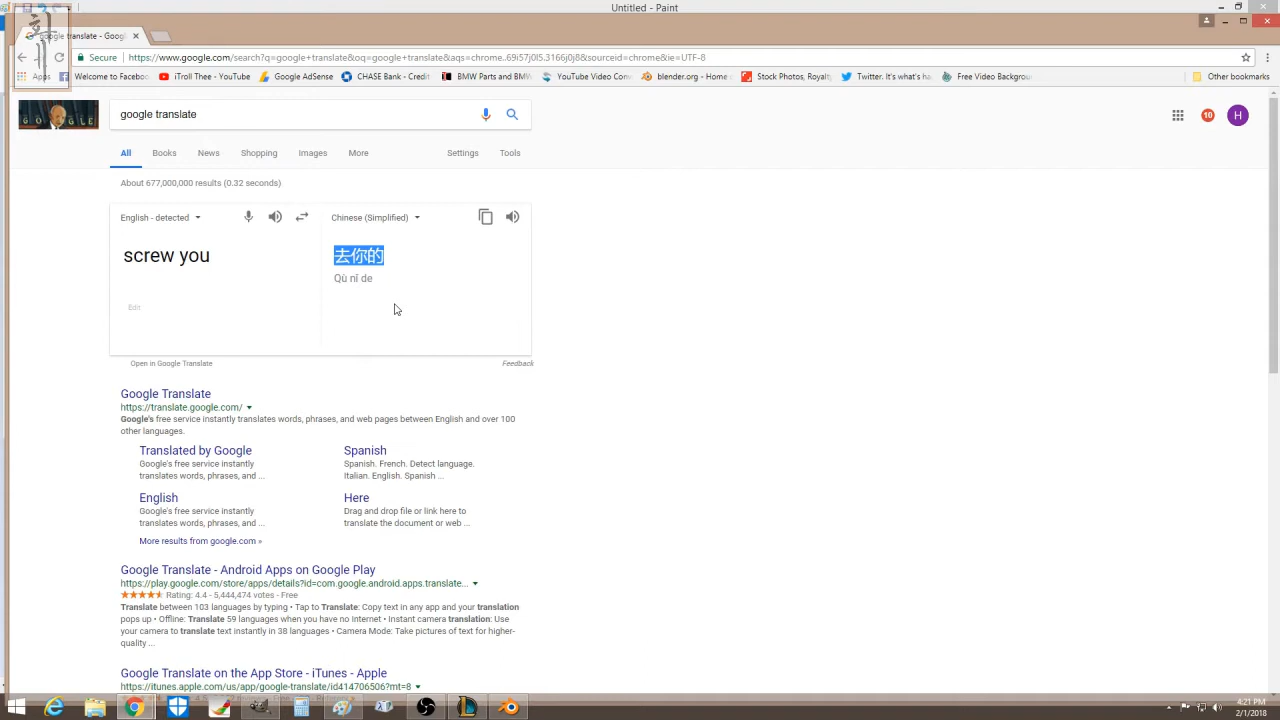 Untitled - Paint
google translate - Googl
Secure
https://www.google.com/search?q=google+translate&oq=google+translate&aqs=chrome..69i57j0l5.3166j0j8&sourceid=chrome&ie=UTF-8
Apps
Welcome to Faceboo
iTroll Thee - YouTube
Google AdSense
CHASE Bank - Credit
BMW Parts and BMW
YouTube Video Conv
blender.org - Home o
Stock Photos, Royalt
Twitter. It's what's ha
Free Video Backgrou
Other bookmarks
GOOGLE
google translate
10
H
All
Books
News
Shopping
Images
More
Settings
Tools
About 677,000,000 results (0.32 seconds)
English - detected
Chinese (Simplified)
screw you
去你的
Qù nǐ de
Edit
Open in Google Translate
Feedback
Google Translate
https://translate.google.com/
Google's free service instantly translates words, phrases, and web pages between English and over 100
other languages.
Translated by Google
Google's free service instantly
translates words, phrases, and ...
Spanish
Spanish. French. Detect language.
Italian. English. Spanish ...
English
Google's free service instantly
translates words, phrases, and ...
Here
Drag and drop file or link here to
translate the document or web ...
More results from google.com »
Google Translate - Android Apps on Google Play
https://play.google.com/store/apps/details?id=com.google.android.apps.translate...
Rating: 4.4 - 5,444,474 votes - Free
Translate between 103 languages by typing • Tap to Translate: Copy text in any app and your translation
pops up • Offline: Translate 59 languages when you have no Internet • Instant camera translation: Use
your camera to translate text instantly in 38 languages • Camera Mode: Take pictures of text for higher-
quality ...
Google Translate on the App Store - iTunes - Apple
https://itunes.apple.com/us/app/google-translate/id414706506?mt=8
4:21 PM
2/1/2018